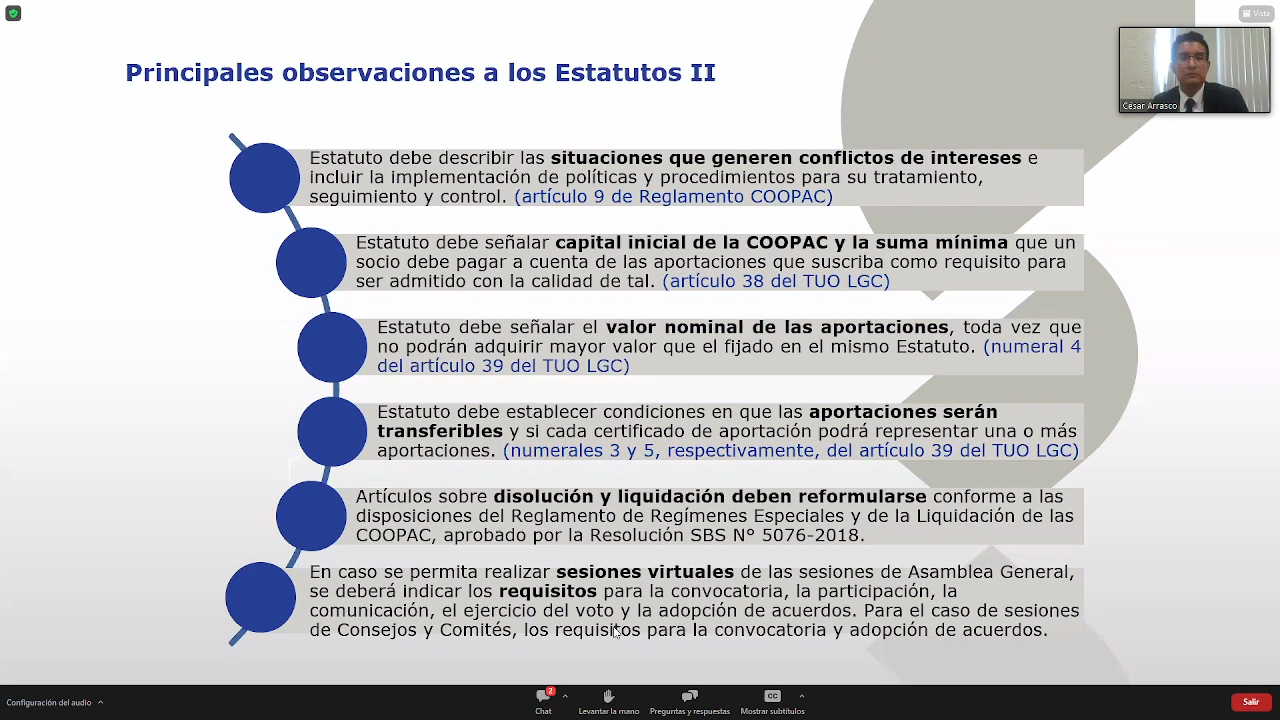 Vista
Principales observaciones a los Estatutos II
César Arrasco
Estatuto debe describir las situaciones que generen conflictos de intereses e
incluir la implementación de políticas y procedimientos para su tratamiento,
seguimiento y control. (artículo 9 de Reglamento COOPAC)
Estatuto debe señalar capital inicial de la COOPAC y la suma mínima que un
socio debe pagar a cuenta de las aportaciones que suscriba como requisito para
ser admitido con la calidad de tal. (artículo 38 del TUO LGC)
Estatuto debe señalar el valor nominal de las aportaciones, toda vez que
no podrán adquirir mayor valor que el fijado en el mismo Estatuto. (numeral 4
del artículo 39 del TUO LGC)
Estatuto debe establecer condiciones en que las aportaciones serán
transferibles y si cada certificado de aportación podrá representar una o más
aportaciones. (numerales 3 y 5, respectivamente, del artículo 39 del TUO LGC)
Artículos sobre disolución y liquidación deben reformularse conforme a las
disposiciones del Reglamento de Regímenes Especiales y de la Liquidación de las
COOPAC, aprobado por la Resolución SBS N° 5076-2018.
En caso se permita realizar sesiones virtuales de las sesiones de Asamblea General,
se deberá indicar los requisitos para la convocatoria, la participación, la
comunicación, el ejercicio del voto y la adopción de acuerdos. Para el caso de sesiones
de Consejos y Comités, los requisitos para la convocatoria y adopción de acuerdos.
Configuración del audio
2
Chat
Levantar la mano
Preguntas y respuestas
CC
Mostrar subtítulos
Salir